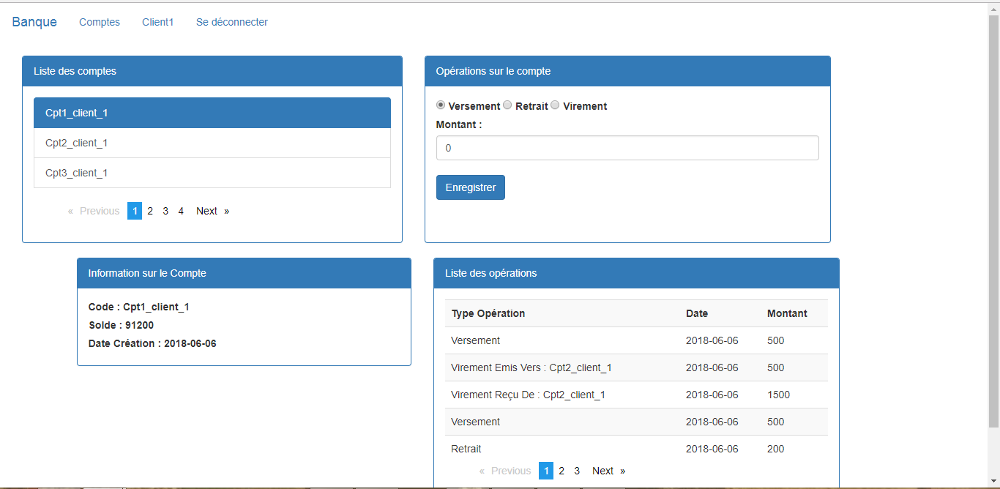 Banque Comptes Client1 Se déconnecter
Liste des comptes
Cpt1_client_1
Cpt2_client_1
Cpt3_client_1
« Previous 1 2 3 4 Next »
Opérations sur le compte
Versement Retrait Virement
Montant :
0
Enregistrer
Information sur le Compte
Code : Cpt1_client_1
Solde : 91200
Date Création : 2018-06-06
Liste des opérations
Type Opération Date Montant
Versement 2018-06-06 500
Virement Emis Vers : Cpt2_client_1 2018-06-06 500
Virement Reçu De : Cpt2_client_1 2018-06-06 1500
Versement 2018-06-06 500
Retrait 2018-06-06 200
« Previous 1 2 3 Next »